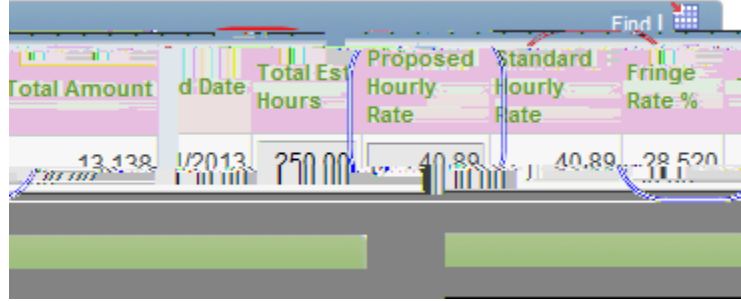 Find |
Total Amount d Date Total Est Hours Proposed Hourly Rate Standard Hourly Rate Fringe Rate %
13,138 /2013 250.00 40.89 40.89 28.520